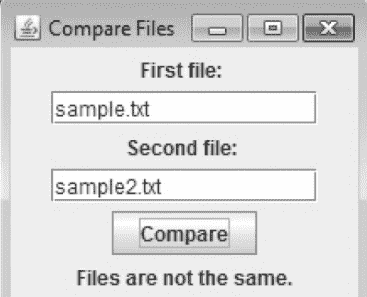 Compare Files
First file:
sample.txt
Second file:
sample2.txt
Compare
Files are not the same.